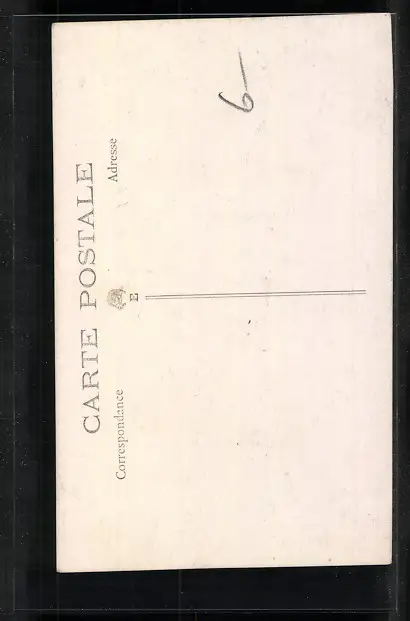 CARTE POSTALE
Correspondance
Adresse
E
6–